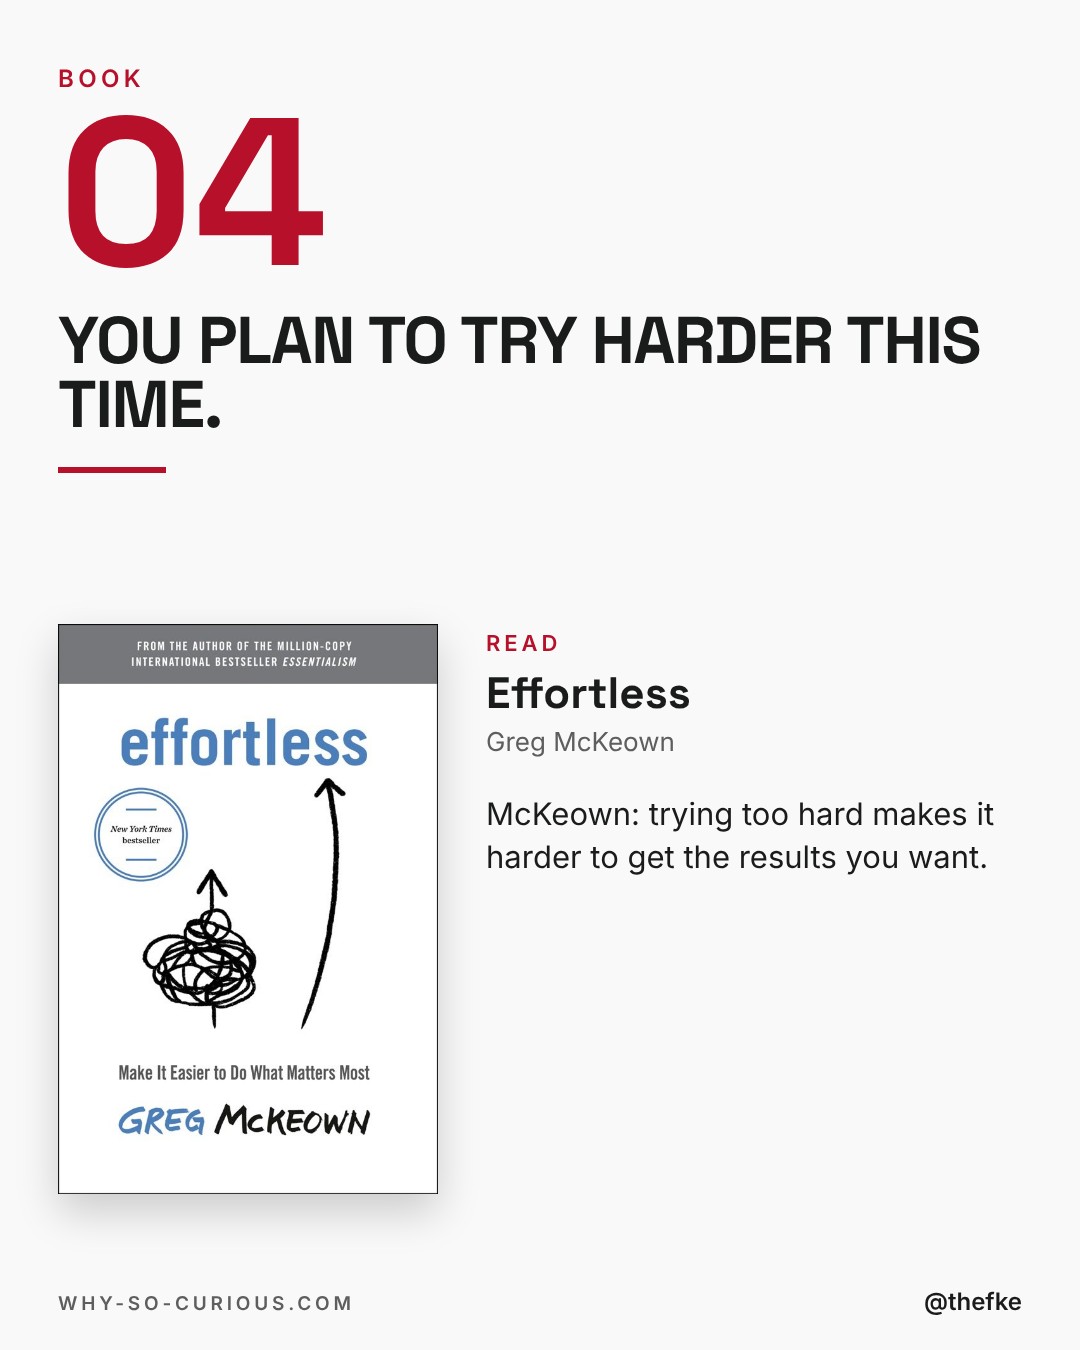 BOOK
04
YOU PLAN TO TRY HARDER THIS
TIME.
FROM THE AUTHOR OF THE MILLION-COPY
INTERNATIONAL BESTSELLER ESSENTIALISM
effortless
New York Times
bestseller
Make It Easier to Do What Matters Most
GREG McKEOWN
READ
Effortless
Greg McKeown
McKeown: trying too hard makes it
harder to get the results you want.
WHY-SO-CURIOUS.COM
@thefke